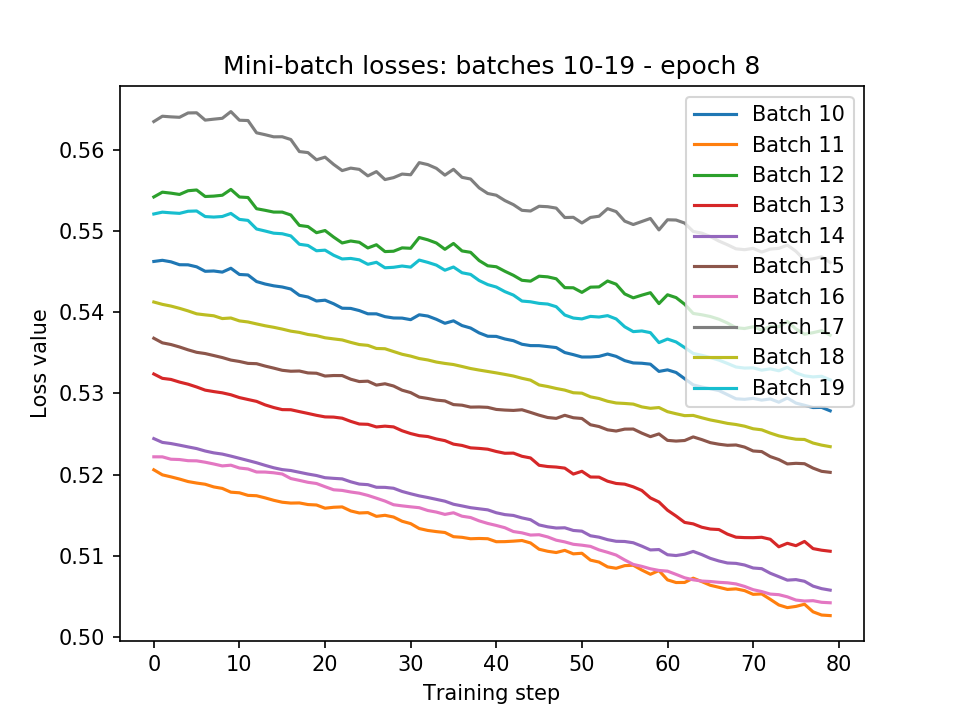 Mini-batch losses: batches 10-19 - epoch 8
Loss value
0.56
0.55
0.54
0.53
0.52
0.51
0.50
Batch 10
Batch 11
Batch 12
Batch 13
Batch 14
Batch 15
Batch 16
Batch 17
Batch 18
Batch 19
0 10 20 30 40 50 60 70 80
Training step